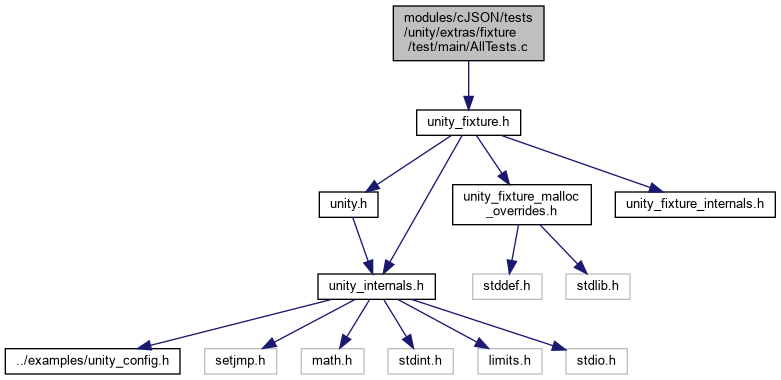 modules/cJSON/tests
/unity/extras/fixture
/test/main/AllTests.c
unity_fixture.h
unity.h
unity_fixture_malloc
_overrides.h
unity_fixture_internals.h
unity_internals.h
stddef.h
stdlib.h
../examples/unity_config.h
setjmp.h
math.h
stdint.h
limits.h
stdio.h